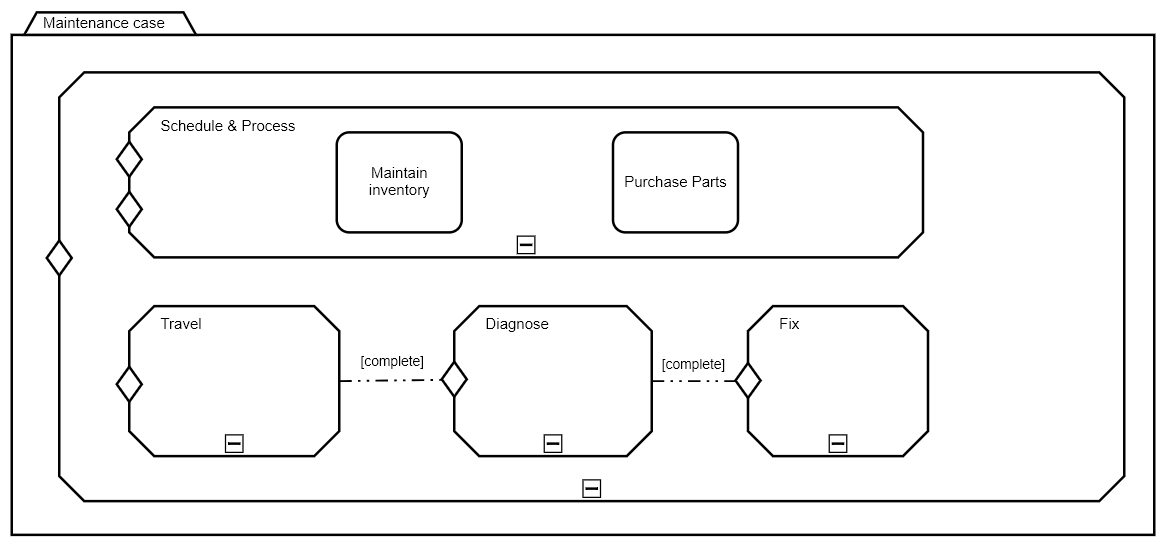 Maintenance case
Schedule & Process
Maintain
inventory
Purchase Parts
Travel
[complete]
Diagnose
[complete]
Fix